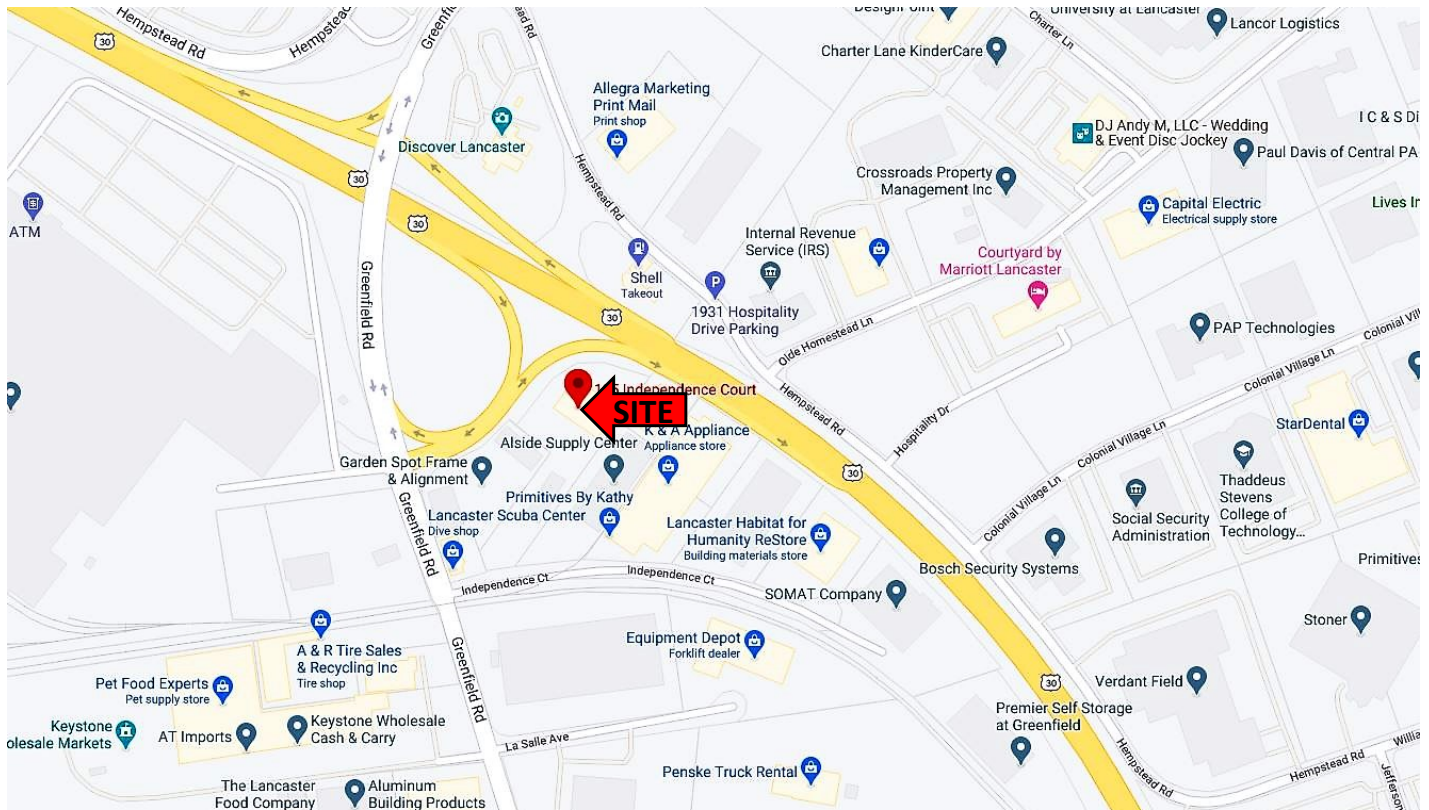 Hempstead Rd
Hempstead
Greenfi
ad Rd
30
DesignPoint
University at Lancaster
Lancor Logistics
Charter Ln
Charter Lane KinderCare
Allegra Marketing
Print Mail
Print shop
Discover Lancaster
DJ Andy M, LLC - Wedding
& Event Disc Jockey
I C & S Di
Paul Davis of Central PA
Hempstead Rd
30
Crossroads Property
Management Inc
Capital Electric
Electrical supply store
Lives In
ATM
30
Internal Revenue
Service (IRS)
Courtyard by
Marriott Lancaster
Shell
Takeout
P
1931 Hospitality
Drive Parking
Greenfield Rd
30
Olde Homestead Ln
PAP Technologies
Colonial Vill
Colonial Village Ln
Independence Court
SITE
Hempstead Rd
Hospitality Dr
K & A Appliance
Appliance store
Alside Supply Center
StarDental
Colonial Village Ln
Garden Spot Frame
& Alignment
30
Thaddeus
Stevens
College of
Technology...
Primitives By Kathy
Lancaster Scuba Center
Dive shop
Greenfield Rd
Lancaster Habitat for
Humanity ReStore
Building materials store
Colonial Village Ln
Social Security
Administration
Bosch Security Systems
Primitives
Independence Ct
Independence Ct
SOMAT Company
Stoner
A & R Tire Sales
& Recycling Inc
Tire shop
Equipment Depot
Forklift dealer
Greenfield Rd
Pet Food Experts
Pet supply store
30
Verdant Field
Premier Self Storage
at Greenfield
Keystone
olesale Markets
AT Imports
Keystone Wholesale
Cash & Carry
La Salle Ave
Hempstead Rd
Hempstead Rd
Willia
Jefferson
Penske Truck Rental
The Lancaster
Food Company
Aluminum
Building Products